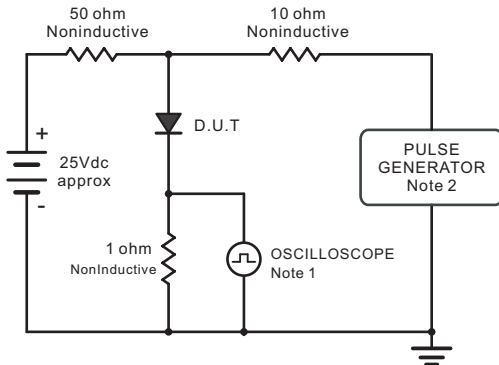 50 ohm
Noninductive
10 ohm
Noninductive
D.U.T
+
25Vdc
approx
-
PULSE
GENERATOR
Note 2
1 ohm
NonInductive
OSCILLOSCOPE
Note 1